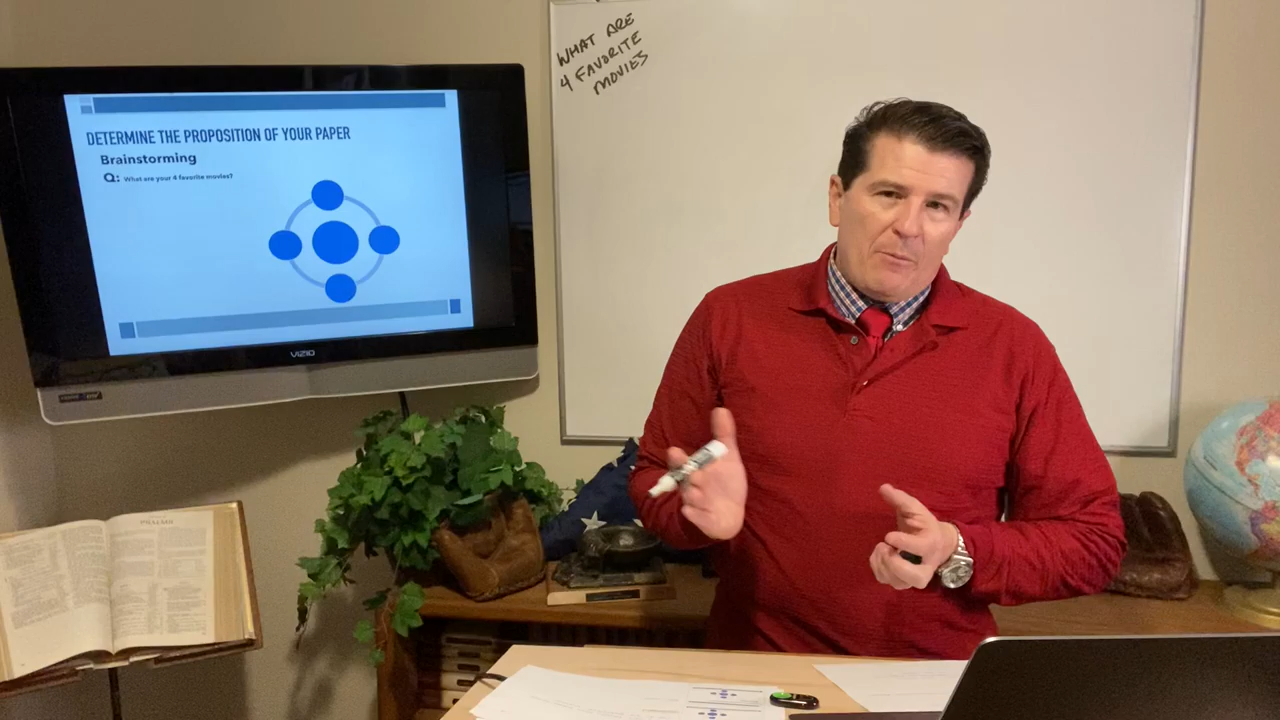 DETERMINE THE PROPOSITION OF YOUR PAPER
Brainstorming
Q: What are your 4 favorite movies?
VIZIO
WHAT ARE
4 FAVORITE
MOVIES
PSALMS